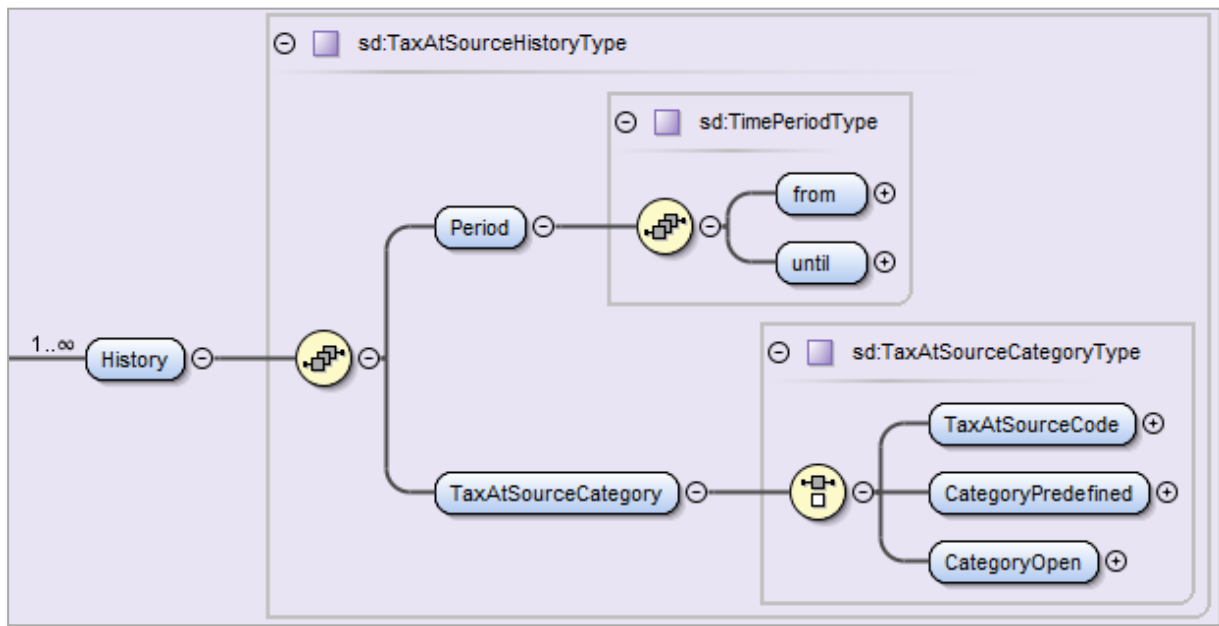 sd:TaxAtSourceHistoryType
sd:TimePeriodType
from
Period
until
1..∞
History
sd:TaxAtSourceCategoryType
TaxAtSourceCode
TaxAtSourceCategory
CategoryPredefined
CategoryOpen